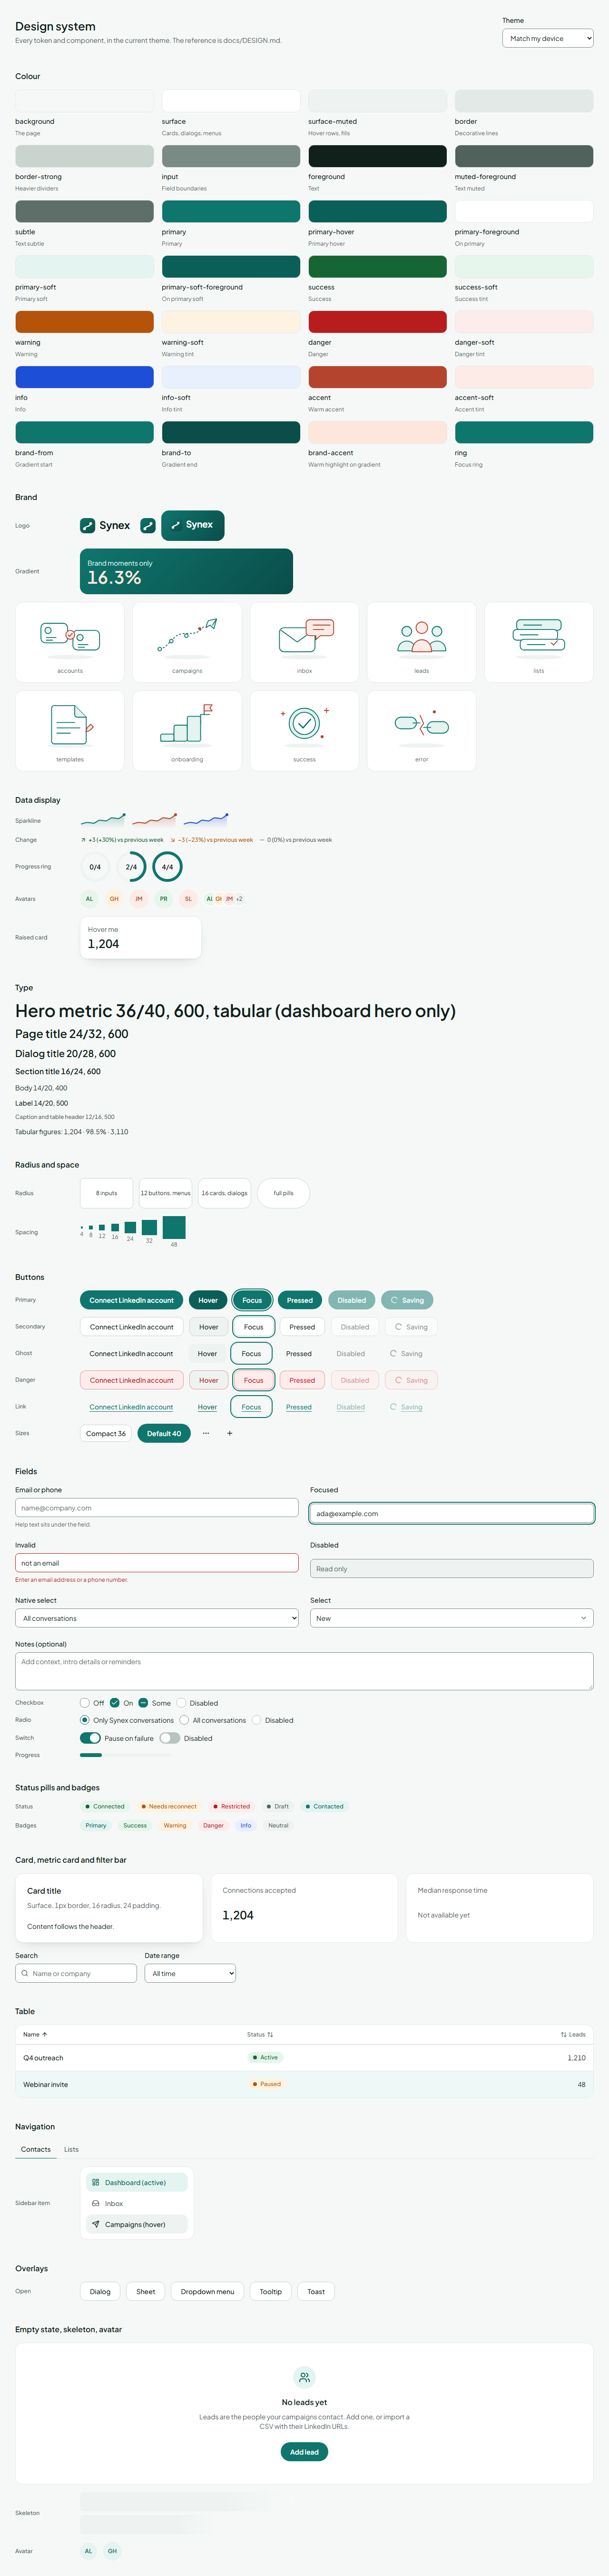 Design system
Every token and component, in the current theme. The reference is docs/DESIGN.md.
Theme
Match my device
Colour
background
The page
surface
Cards, dialogs, menus
surface-muted
Hover rows, fills
border
Decorative lines
border-strong
Heavier dividers
input
Field boundaries
foreground
Text
muted-foreground
Text muted
subtle
Text subtle
primary
Primary
primary-hover
Primary hover
primary-foreground
On primary
primary-soft
Primary soft
primary-soft-foreground
On primary soft
success
Success
success-soft
Success tint
warning
Warning
warning-soft
Warning tint
danger
Danger
danger-soft
Danger tint
info
Info
info-soft
Info tint
accent
Warm accent
accent-soft
Accent tint
brand-from
Gradient start
brand-to
Gradient end
brand-accent
Warm highlight on gradient
ring
Focus ring
Brand
Logo
Synex
Synex
Gradient
Brand moments only
16.3%
accounts
campaigns
inbox
leads
lists
templates
onboarding
success
error
Data display
Sparkline
Change
+3 (+30%) vs previous week
−3 (−23%) vs previous week
0 (0%) vs previous week
Progress ring
0/4
2/4
4/4
Avatars
AL
GH
JM
PR
SL
AL
GH
JM
+2
Raised card
Hover me
1,204
Type
Hero metric 36/40, 600, tabular (dashboard hero only)
Page title 24/32, 600
Dialog title 20/28, 600
Section title 16/24, 600
Body 14/20, 400
Label 14/20, 500
Caption and table header 12/16, 500
Tabular figures: 1,204 · 98.5% · 3,110
Radius and space
Radius
8 inputs
12 buttons, menus
16 cards, dialogs
full pills
Spacing
4
8
12
16
24
32
48
Buttons
Primary
Connect LinkedIn account
Hover
Focus
Pressed
Disabled
Saving
Secondary
Connect LinkedIn account
Hover
Focus
Pressed
Disabled
Saving
Ghost
Connect LinkedIn account
Hover
Focus
Pressed
Disabled
Saving
Danger
Connect LinkedIn account
Hover
Focus
Pressed
Disabled
Saving
Link
Connect LinkedIn account
Hover
Focus
Pressed
Disabled
Saving
Sizes
Compact 36
Default 40
Fields
Email or phone
name@company.com
Help text sits under the field.
Focused
ada@example.com
Invalid
not an email
Enter an email address or a phone number.
Disabled
Read only
Native select
All conversations
Select
New
Notes (optional)
Add context, intro details or reminders
Checkbox
Off
On
Some
Disabled
Radio
Only Synex conversations
All conversations
Disabled
Switch
Pause on failure
Disabled
Progress
Status pills and badges
Status
Connected
Needs reconnect
Restricted
Draft
Contacted
Badges
Primary
Success
Warning
Danger
Info
Neutral
Card, metric card and filter bar
Card title
Surface, 1px border, 16 radius, 24 padding.
Content follows the header.
Connections accepted
1,204
Median response time
Not available yet
Search
Name or company
Date range
All time
Table
Name
Status
Leads
Q4 outreach
Active
1,210
Webinar invite
Paused
48
Navigation
Contacts
Lists
Sidebar item
Dashboard (active)
Inbox
Campaigns (hover)
Overlays
Open
Dialog
Sheet
Dropdown menu
Tooltip
Toast
Empty state, skeleton, avatar
No leads yet
Leads are the people your campaigns contact. Add one, or import a
CSV with their LinkedIn URLs.
Add lead
Skeleton
Avatar
AL
GH